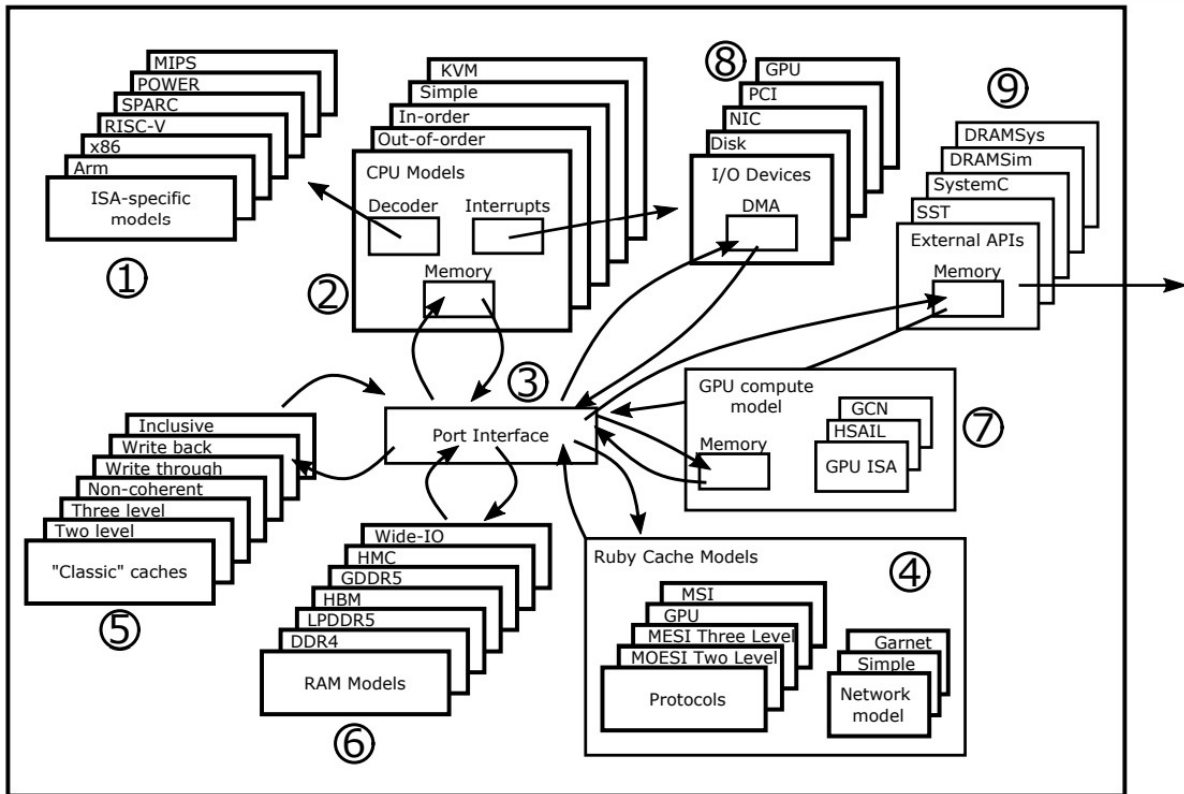 MIPS
POWER
SPARC
RISC-V
x86
Arm
ISA-specific
models
①
KVM
Simple
In-order
Out-of-order
CPU Models
Decoder
Interrupts
Memory
②
⑧
GPU
PCI
NIC
Disk
I/O Devices
DMA
⑨
DRAMSys
DRAMSim
SystemC
SST
External APIs
Memory
③
Port Interface
GPU compute
model
Memory
GCN
HSAIL
GPU ISA
⑦
Inclusive
Write back
Write through
Non-coherent
Three level
Two level
"Classic" caches
⑤
Wide-IO
HMC
GDDR5
HBM
LPDDR5
DDR4
RAM Models
⑥
Ruby Cache Models
④
MSI
GPU
MESI Three Level
MOESI Two Level
Protocols
Garnet
Simple
Network
model